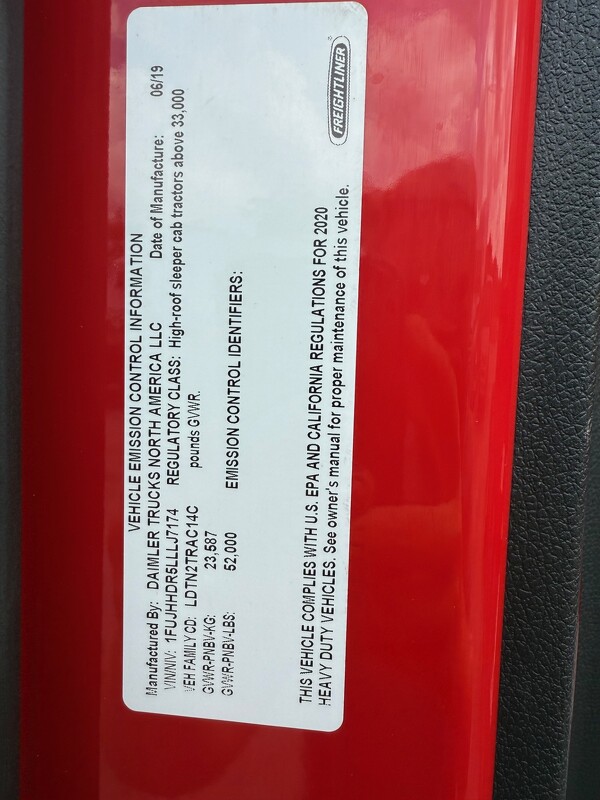 VEHICLE EMISSION CONTROL INFORMATION
Manufactured By: DAIMLER TRUCKS NORTH AMERICA LLC Date of Manufacture: 06/19
VIN/NIV: 1FUJHHDR5LLLJ7174 REGULATORY CLASS: High-roof sleeper cab tractors above 33,000
VEH FAMILY CD: LDTN2TRAC14C pounds GVWR.
GVWR-PNBV-KG: 23,587
GVWR-PNBV-LBS: 52,000 EMISSION CONTROL IDENTIFIERS:
THIS VEHICLE COMPLIES WITH U.S. EPA AND CALIFORNIA REGULATIONS FOR 2020
HEAVY DUTY VEHICLES. See owner's manual for proper maintenance of this vehicle.
FREIGHTLINER